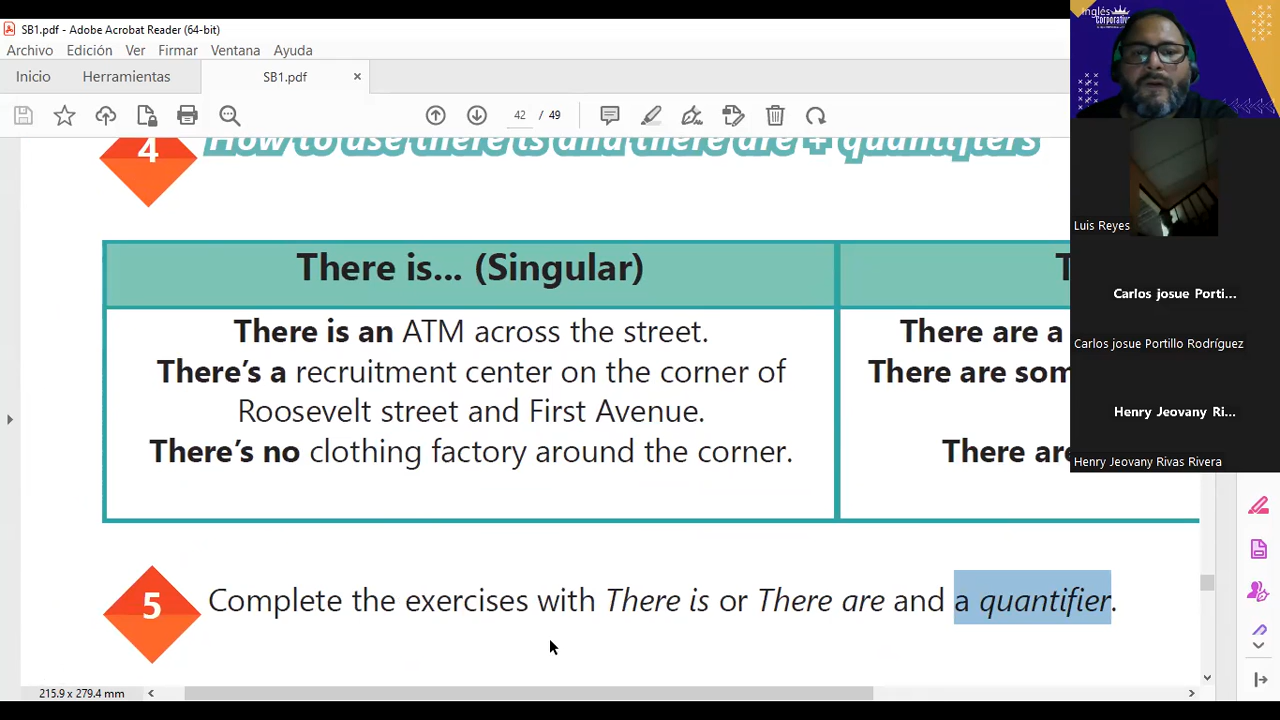 SB1.pdf - Adobe Acrobat Reader (64-bit)
Archivo Edición Ver Firmar Ventana Ayuda
Inicio Herramientas SB1.pdf ×
42 / 49
4 How to use there is and there are + quantifiers
There is... (Singular)
There is an ATM across the street.
There's a recruitment center on the corner of
Roosevelt street and First Avenue.
There's no clothing factory around the corner.
There are a
There are som
There are
5 Complete the exercises with There is or There are and a quantifier.
215.9 x 279.4 mm
Inglés
Corporativo
Luis Reyes
Carlos josue Porti...
Carlos josue Portillo Rodríguez
Henry Jeovany Ri...
Henry Jeovany Rivas Rivera